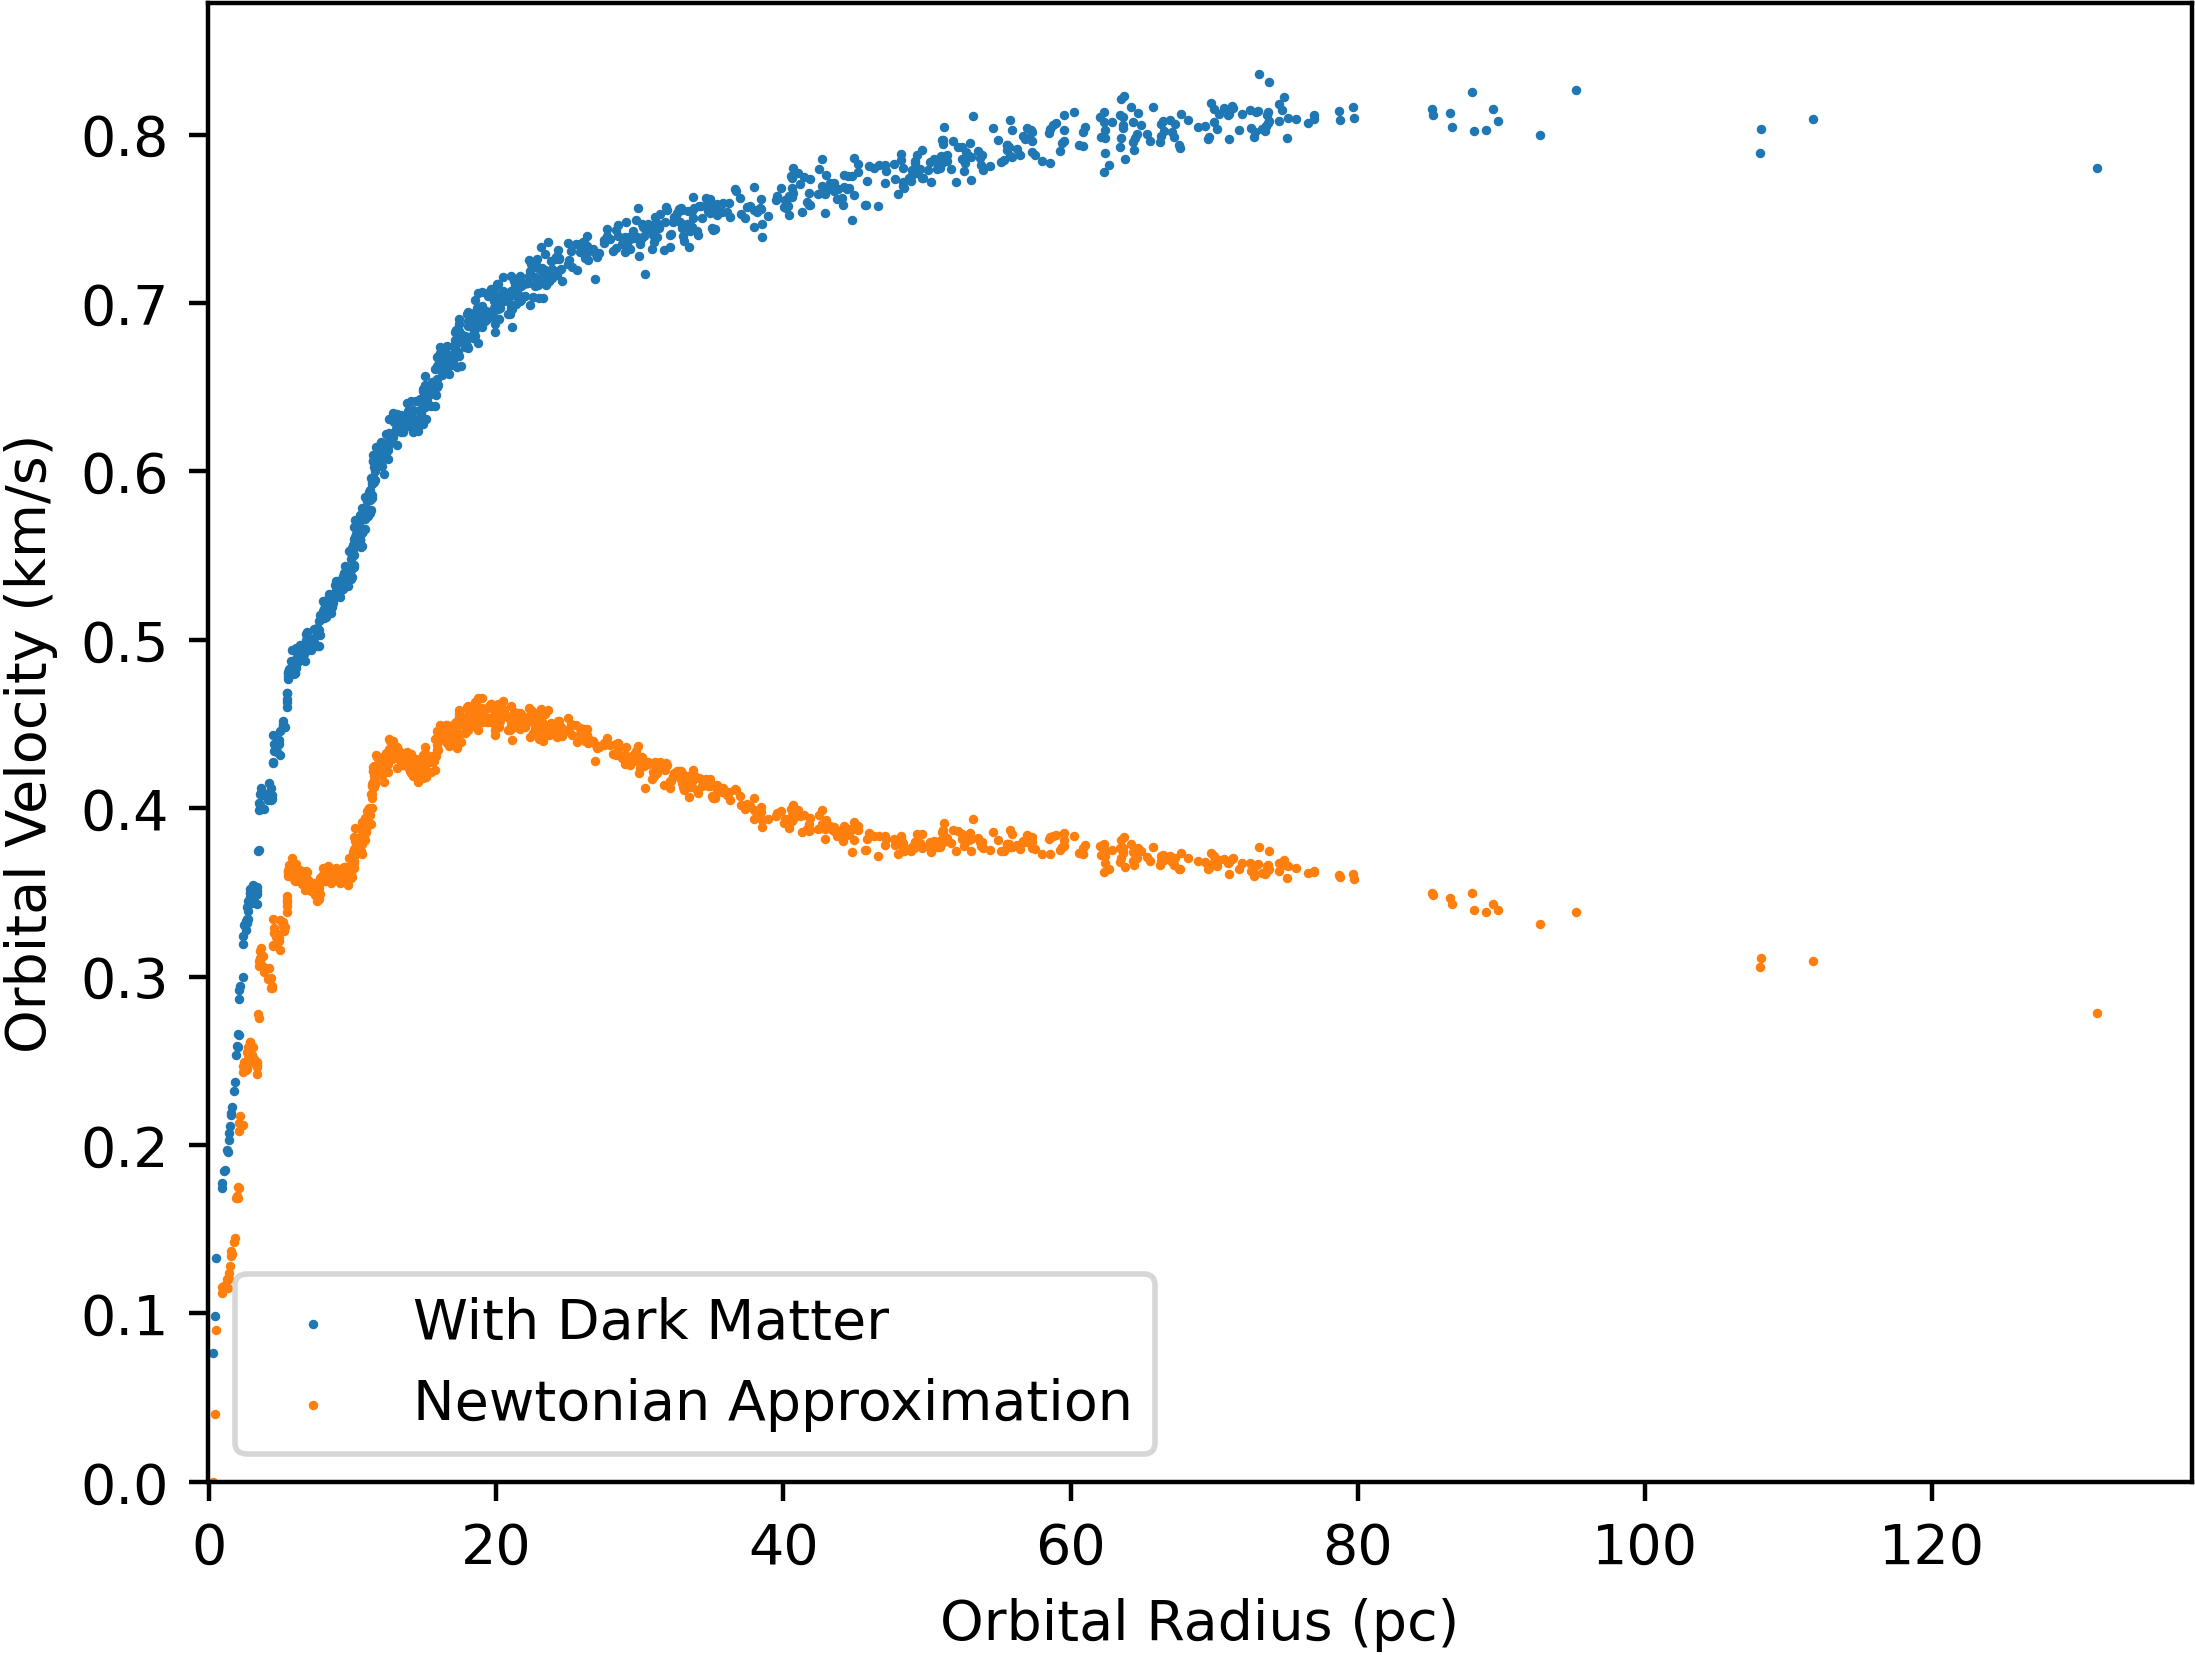 0.8
0.7
0.6
0.5
0.4
0.3
0.2
0.1
0.0
Orbital Velocity (km/s)
With Dark Matter
Newtonian Approximation
0 20 40 60 80 100 120
Orbital Radius (pc)